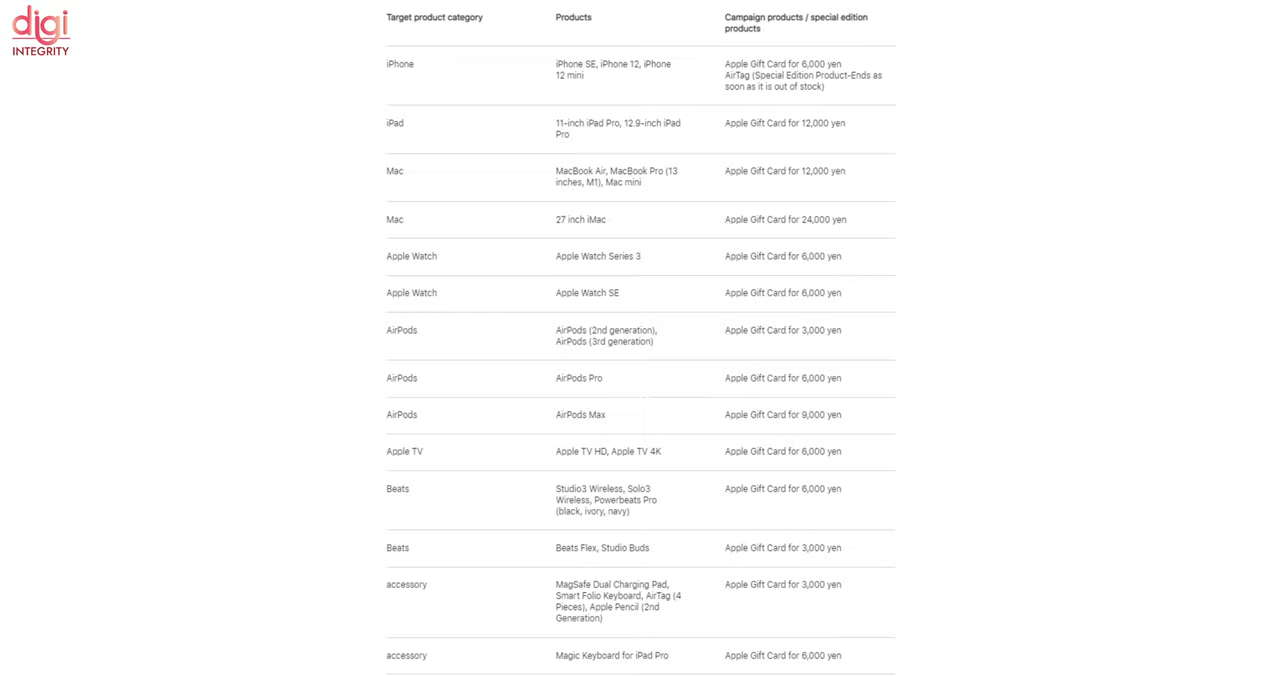 digi
INTEGRITY
Target product category Products Campaign products / special edition
products
iPhone iPhone SE, iPhone 12, iPhone Apple Gift Card for 6,000 yen
12 mini AirTag (Special Edition Product-Ends as
soon as it is out of stock)
iPad 11-inch iPad Pro, 12.9-inch iPad Apple Gift Card for 12,000 yen
Pro
Mac MacBook Air, MacBook Pro (13 Apple Gift Card for 12,000 yen
inches, M1), Mac mini
Mac 27 inch iMac Apple Gift Card for 24,000 yen
Apple Watch Apple Watch Series 3 Apple Gift Card for 6,000 yen
Apple Watch Apple Watch SE Apple Gift Card for 6,000 yen
AirPods AirPods (2nd generation), Apple Gift Card for 3,000 yen
AirPods (3rd generation)
AirPods AirPods Pro Apple Gift Card for 6,000 yen
AirPods AirPods Max Apple Gift Card for 9,000 yen
Apple TV Apple TV HD, Apple TV 4K Apple Gift Card for 6,000 yen
Beats Studio3 Wireless, Solo3 Apple Gift Card for 6,000 yen
Wireless, Powerbeats Pro
(black, ivory, navy)
Beats Beats Flex, Studio Buds Apple Gift Card for 3,000 yen
accessory MagSafe Dual Charging Pad, Apple Gift Card for 3,000 yen
Smart Folio Keyboard, AirTag (4
Pieces), Apple Pencil (2nd
Generation)
accessory Magic Keyboard for iPad Pro Apple Gift Card for 6,000 yen